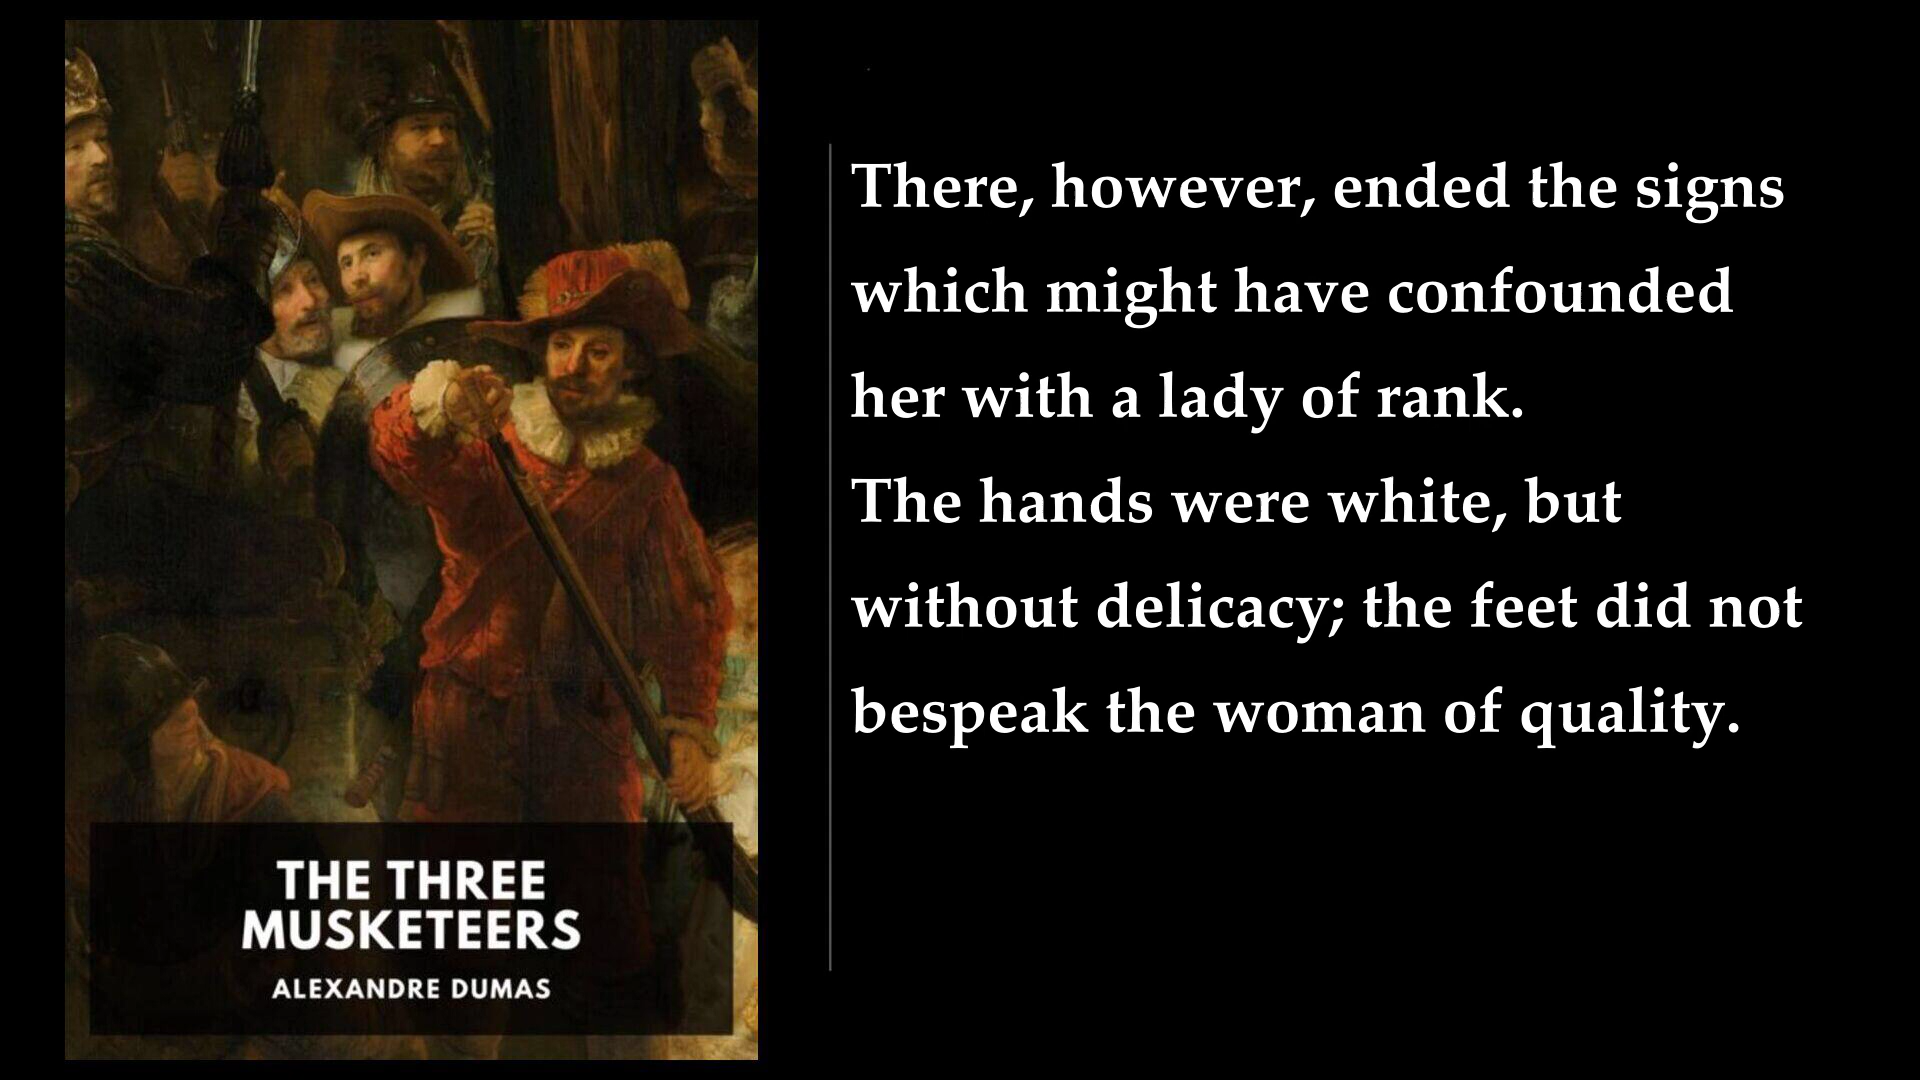 There, however, ended the signs
which might have confounded
her with a lady of rank.
The hands were white, but
without delicacy; the feet did not
bespeak the woman of quality.
THE THREE
MUSKETEERS
ALEXANDRE DUMAS